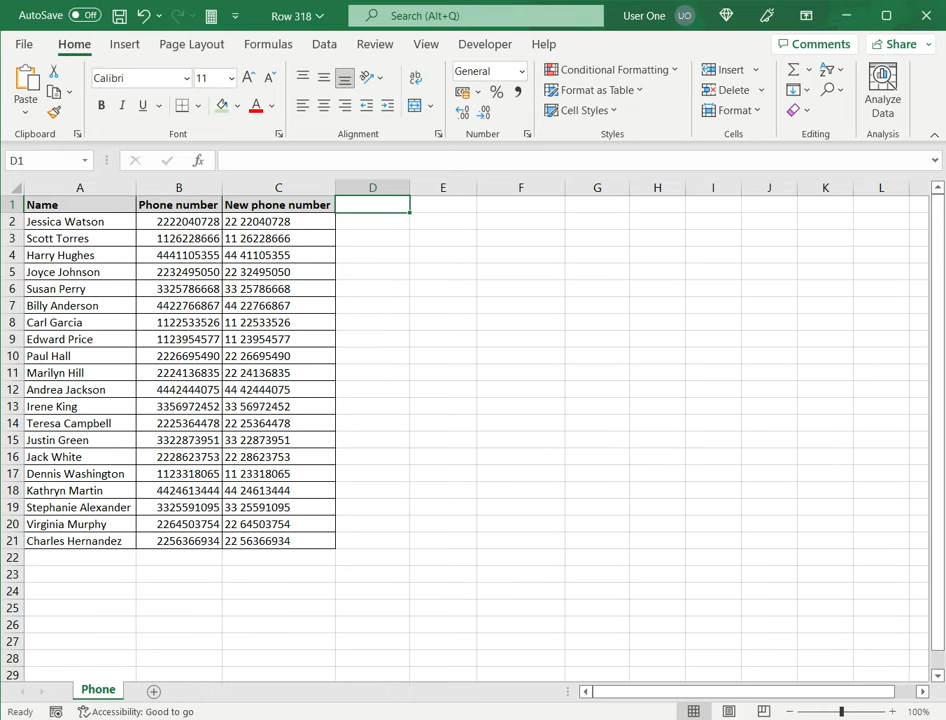 AutoSave Off Row 318 Search (Alt+Q) User One UO
File Home Insert Page Layout Formulas Data Review View Developer Help Comments Share
Paste Calibri 11 General Conditional Formatting Insert
B I U A ab % Format as Table Delete Analyze Data
Cell Styles Format
Clipboard Font Alignment Number Styles Cells Editing Analysis
D1 fx
A B C D E F G H I J K L
1 Name Phone number New phone number
2 Jessica Watson 2222040728 22 22040728
3 Scott Torres 1126228666 11 26228666
4 Harry Hughes 4441105355 44 41105355
5 Joyce Johnson 2232495050 22 32495050
6 Susan Perry 3325786668 33 25786668
7 Billy Anderson 4422766867 44 22766867
8 Carl Garcia 1122533526 11 22533526
9 Edward Price 1123954577 11 23954577
10 Paul Hall 2226695490 22 26695490
11 Marilyn Hill 2224136835 22 24136835
12 Andrea Jackson 4442444075 44 42444075
13 Irene King 3356972452 33 56972452
14 Teresa Campbell 2225364478 22 25364478
15 Justin Green 3322873951 33 22873951
16 Jack White 2228623753 22 28623753
17 Dennis Washington 1123318065 11 23318065
18 Kathryn Martin 4424613444 44 24613444
19 Stephanie Alexander 3325591095 33 25591095
20 Virginia Murphy 2264503754 22 64503754
21 Charles Hernandez 2256366934 22 56366934
22
23
24
25
26
27
28
29
Phone
Ready Accessibility: Good to go 100%